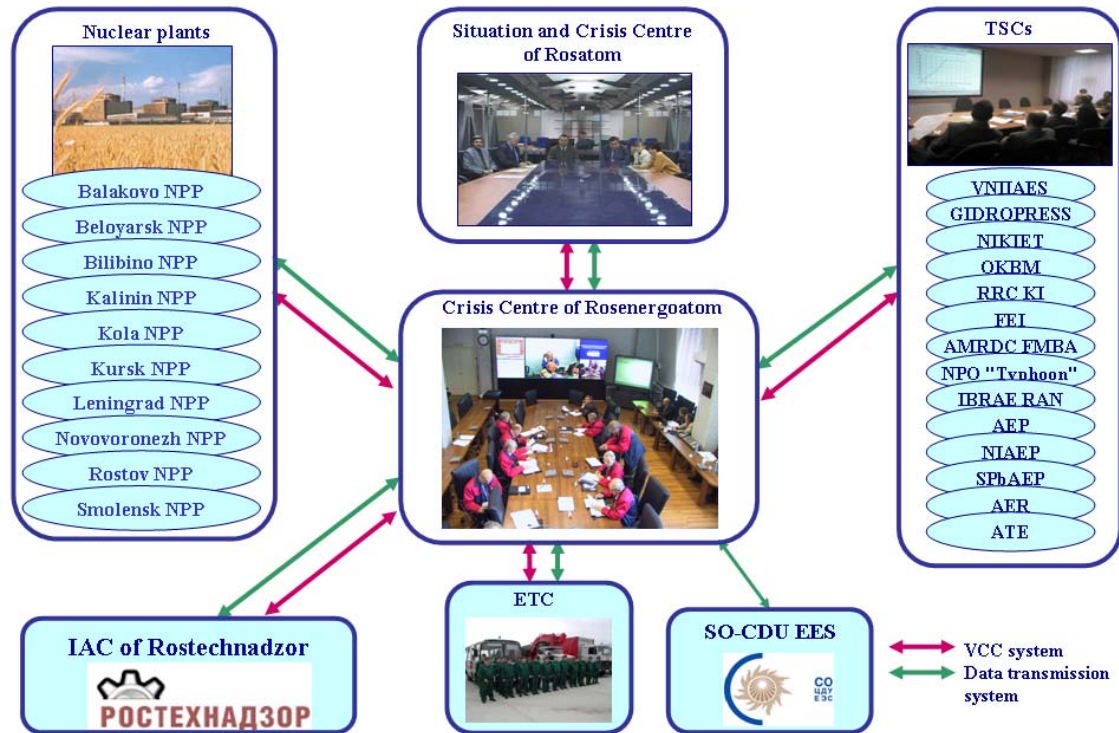 Nuclear plants
Balakovo NPP
Beloyarsk NPP
Bilibino NPP
Kalinin NPP
Kola NPP
Kursk NPP
Leningrad NPP
Novovoronezh NPP
Rostov NPP
Smolensk NPP
Situation and Crisis Centre
of Rosatom
TSCs
VNIIAES
GIDROPRESS
NIKIET
OKBM
RRC KI
FEI
AMRDC FMBA
NPO "Typhoon"
IBRAE RAN
AEP
NIAEP
SPbAEP
AER
ATE
Crisis Centre of Rosenergoatom
IAC of Rostechnadzor
РОСТЕХНАДЗОР
ETC
SO-CDU EES
СО
ЦДУ
ЕЭС
VCC system
Data transmission
system